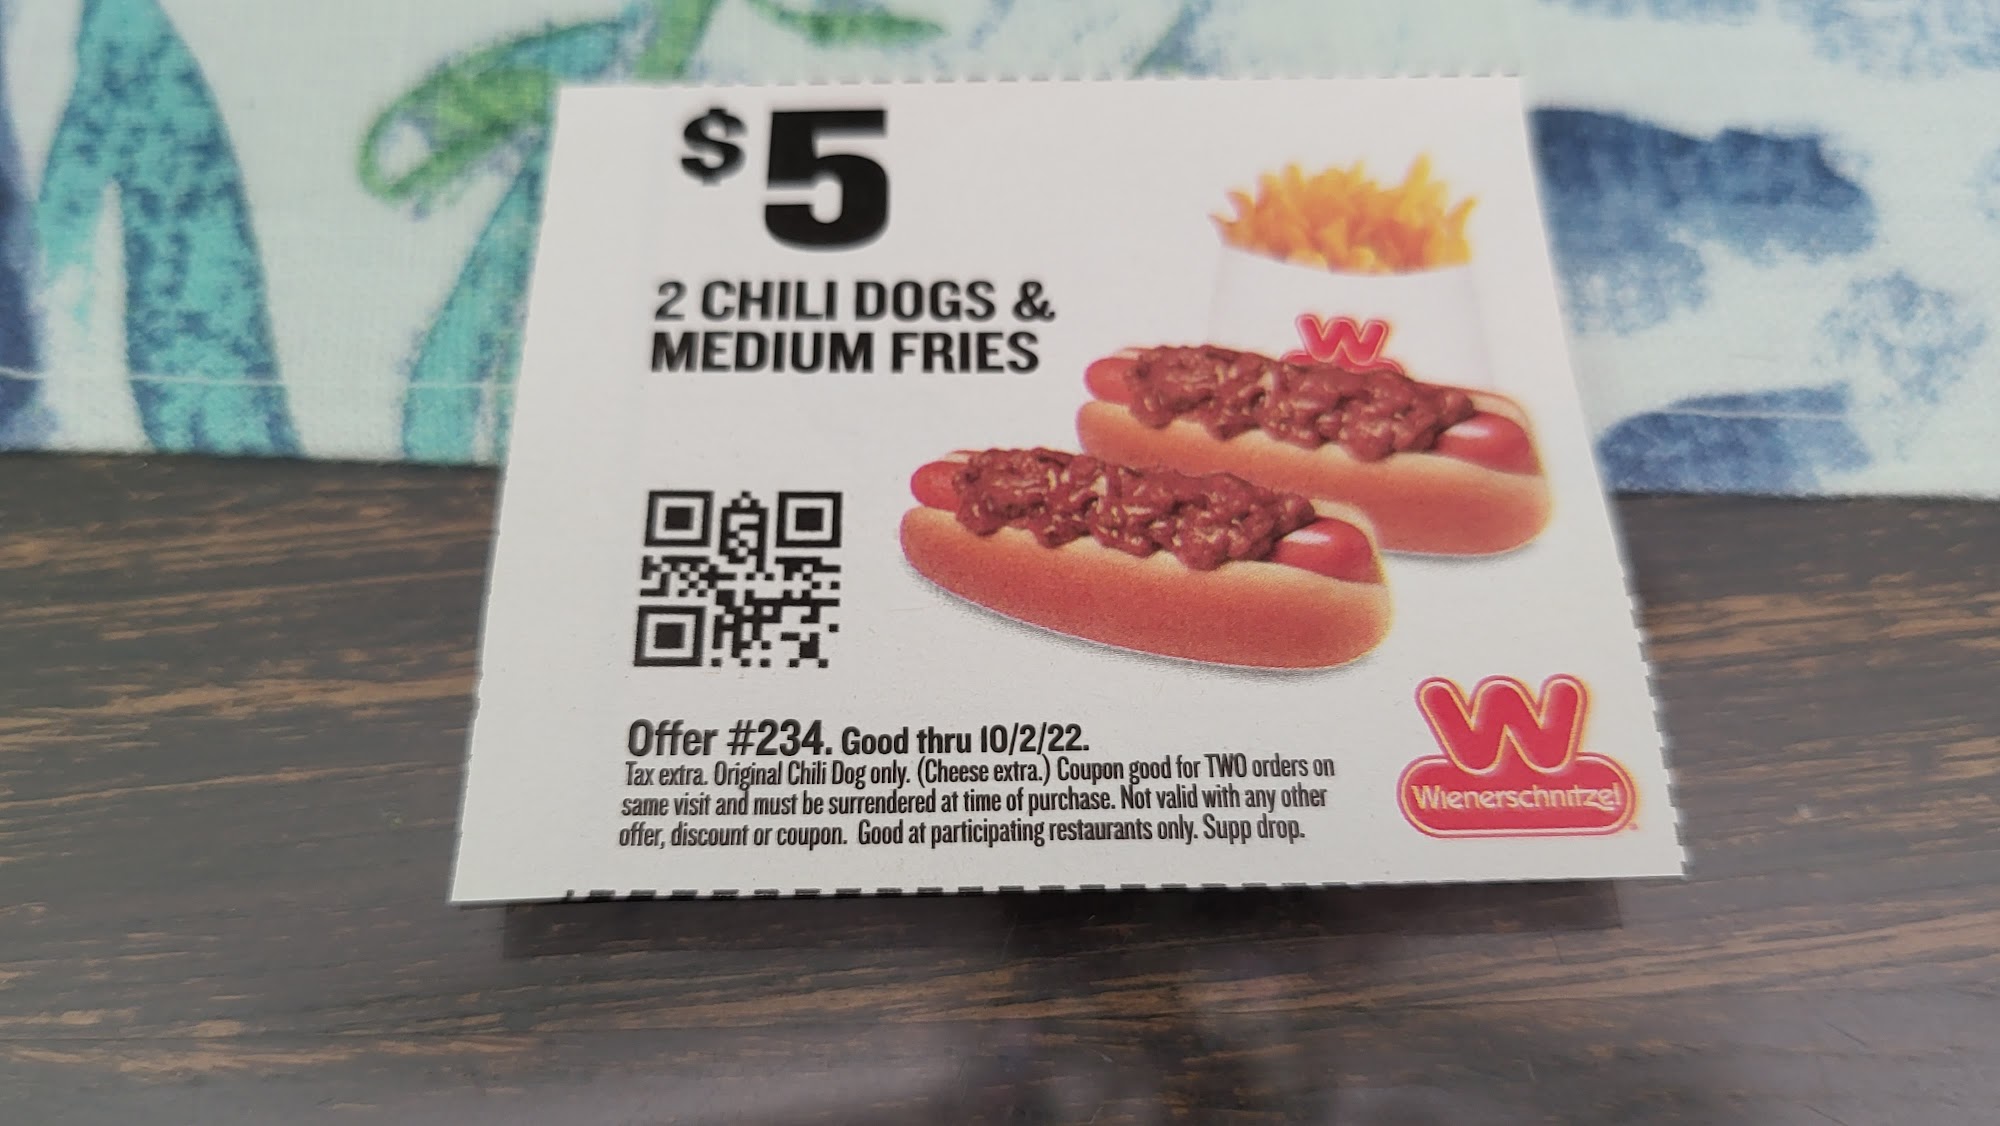 $5
2 CHILI DOGS &
MEDIUM FRIES
W
Offer #234. Good thru 10/2/22.
Tax extra. Original Chili Dog only. (Cheese extra.) Coupon good for TWO orders on
same visit and must be surrendered at time of purchase. Not valid with any other
offer, discount or coupon. Good at participating restaurants only. Supp drop.
W
Wienerschnitzel